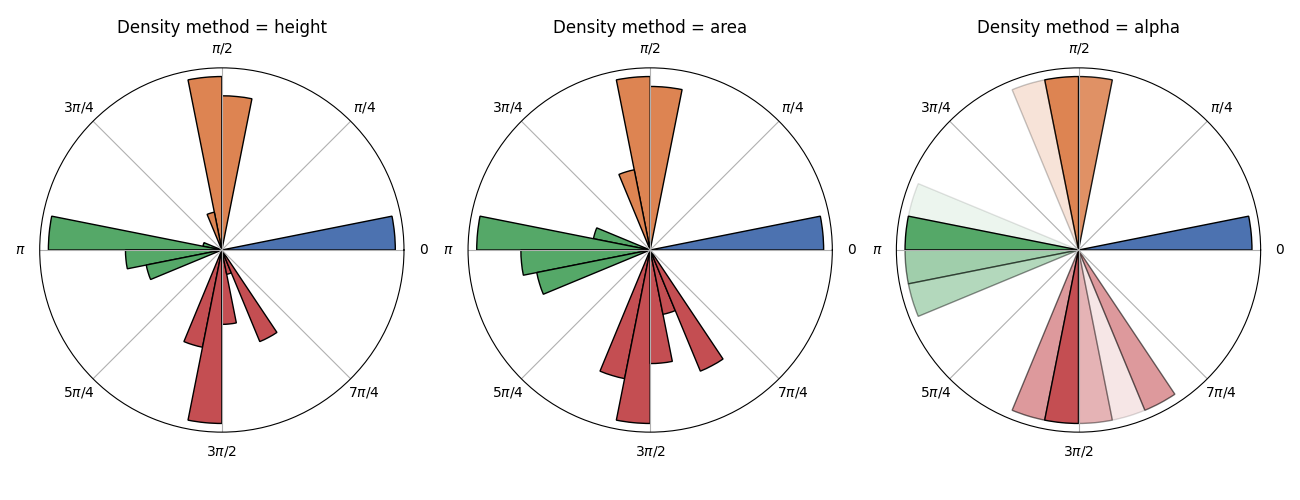 Density method = height
π/2
3π/4
π/4
π
0
5π/4
7π/4
3π/2
Density method = area
π/2
3π/4
π/4
π
0
5π/4
7π/4
3π/2
Density method = alpha
π/2
3π/4
π/4
π
0
5π/4
7π/4
3π/2